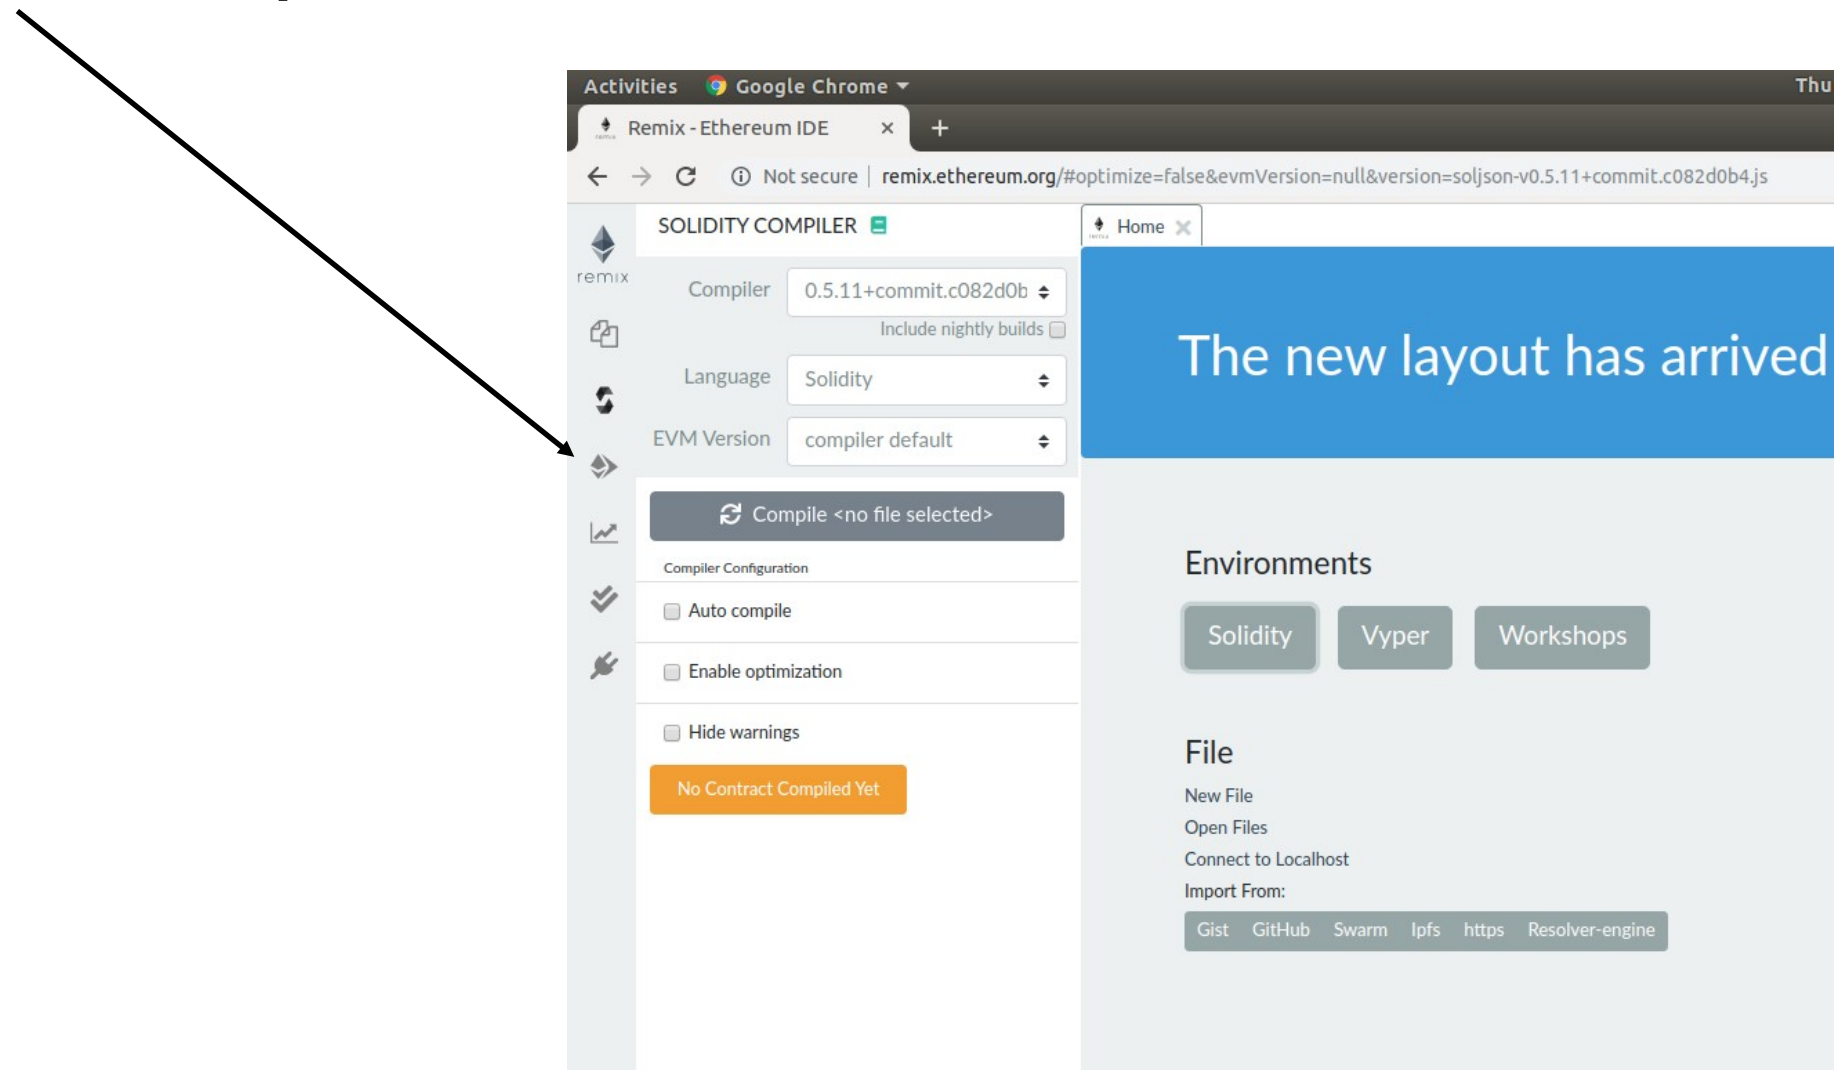 Activities Google Chrome Thu
Remix - Ethereum IDE × +
Not secure | remix.ethereum.org/#optimize=false&evmVersion=null&version=soljson-v0.5.11+commit.c082d0b4.js
remix
SOLIDITY COMPILER
Home
Compiler 0.5.11+commit.c082d0b
Include nightly builds
Language Solidity
EVM Version compiler default
Compile <no file selected>
Compiler Configuration
Auto compile
Enable optimization
Hide warnings
No Contract Compiled Yet
The new layout has arrived
Environments
Solidity Vyper Workshops
File
New File
Open Files
Connect to Localhost
Import From:
Gist GitHub Swarm Ipfs https Resolver-engine